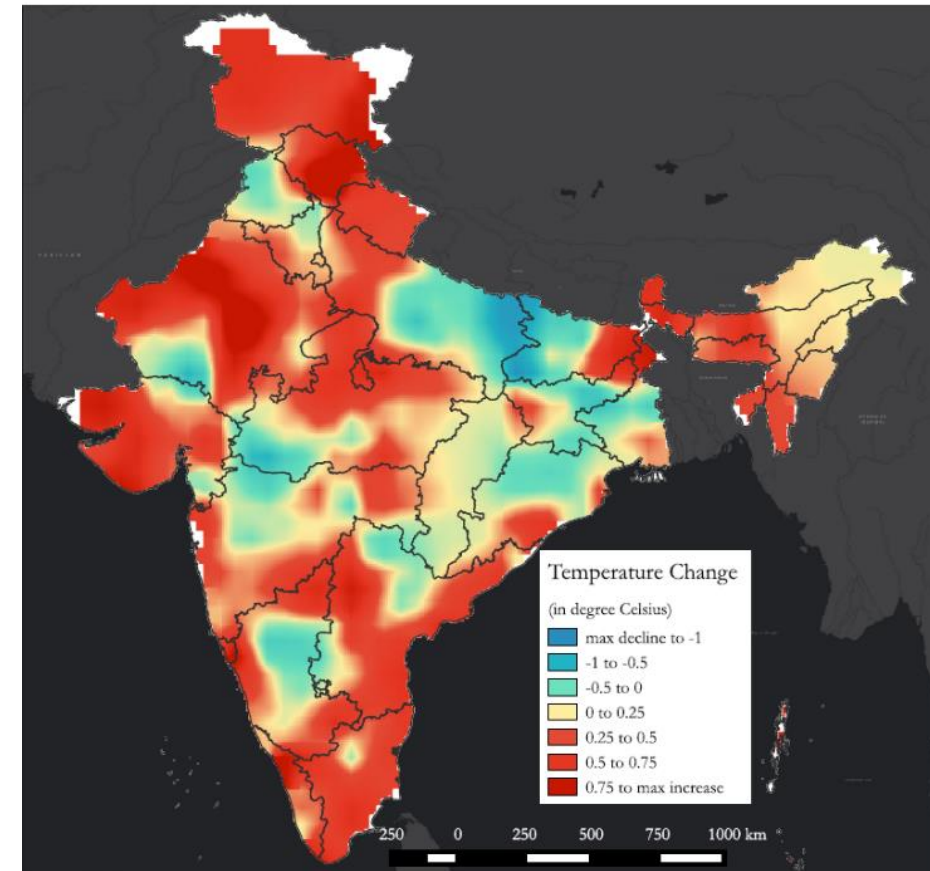 Temperature Change
(in degree Celsius)
max decline to -1
-1 to -0.5
-0.5 to 0
0 to 0.25
0.25 to 0.5
0.5 to 0.75
0.75 to max increase
250 0 250 500 750 1000 km